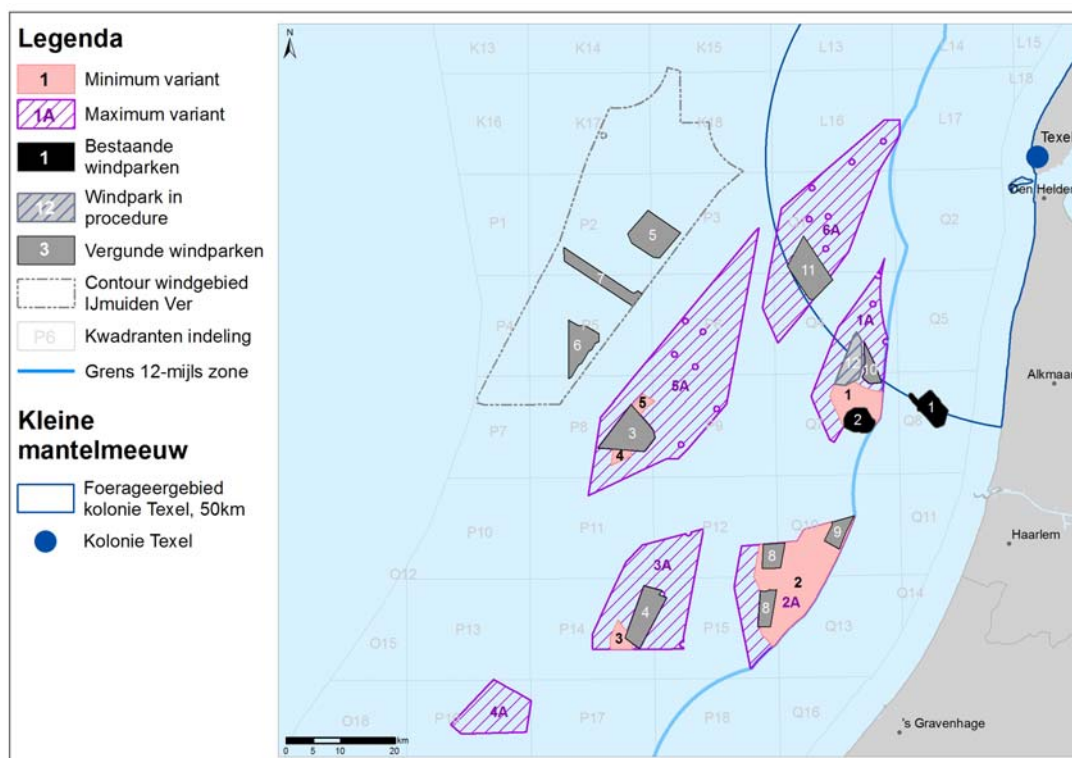 Legenda
1 Minimum variant
1A Maximum variant
1 Bestaande
windparken
12 Windpark in
procedure
3 Vergunde windparken
Contour windgebied
IJmuiden Ver
P6 Kwadranten indeling
Grens 12-mijls zone
Kleine
mantelmeeuw
Foerageergebied
kolonie Texel, 50km
Kolonie Texel
N
K13 K14 K15 L13 L14 L15
L18
K16 K17 K18 L16 L17
Texel
Den Helder
P1 P2 P3 Q2
5 6A
7 11
P4 P5 Q4 Q5
1A
6 12 10
5A Alkmaar
5 1 1
P7 P8 3 P9 Q7 2 Q8
4
P10 P11 P12 Q10 9 Q11
Haarlem
3A 8 2
O12
4 8 2A Q14
O15 P13 P14 3 P15 Q13
4A
O18 P16 P17 P18 Q16
's Gravenhage
0 5 10 20 km